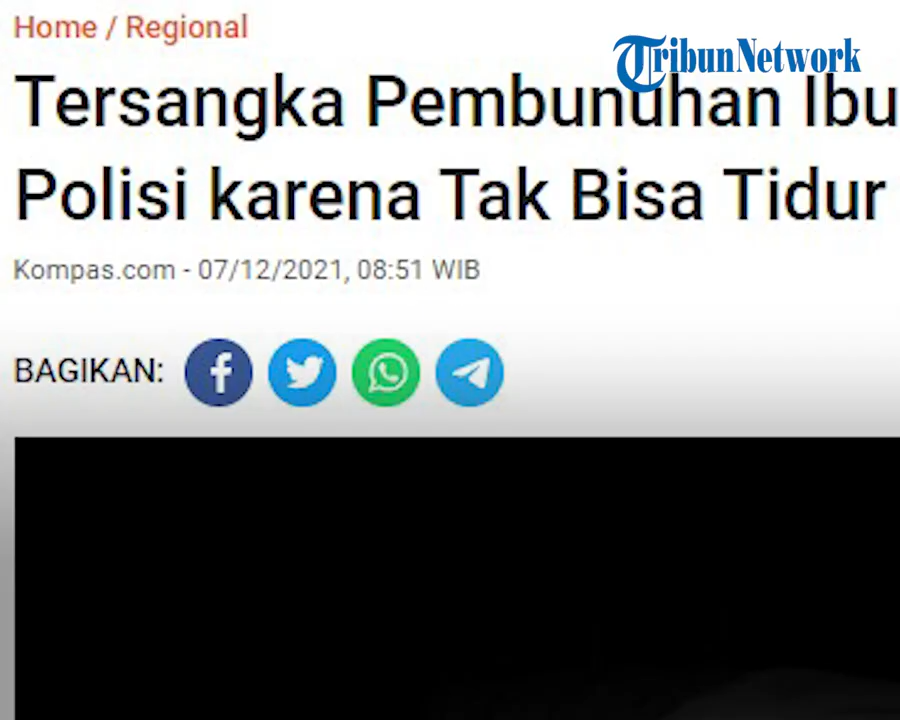 Home / Regional
TribunNetwork
Tersangka Pembunuhan Ibu
Polisi karena Tak Bisa Tidur
Kompas.com - 07/12/2021, 08:51 WIB
BAGIKAN: